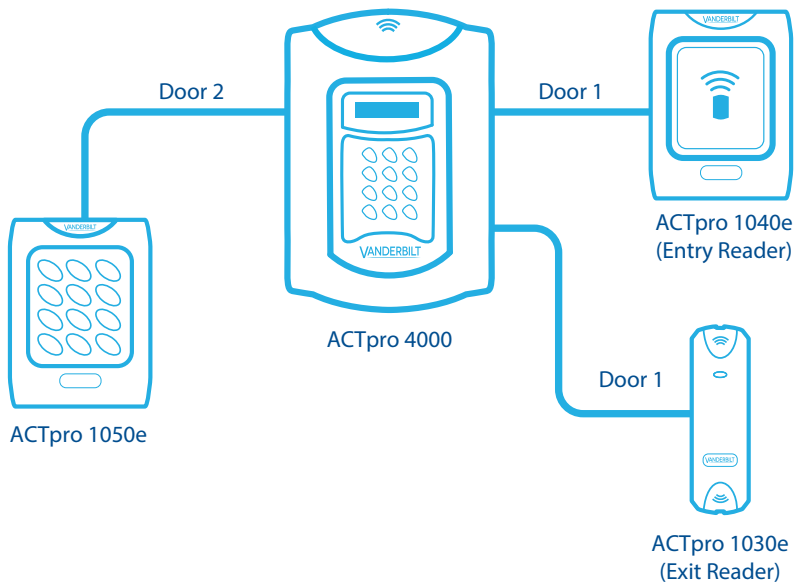 VANDERBILT
Door 2
Door 1
VANDERBILT
ACTpro 1040e
(Entry Reader)
VANDERBILT
ACTpro 4000
Door 1
ACTpro 1050e
VANDERBILT
ACTpro 1030e
(Exit Reader)